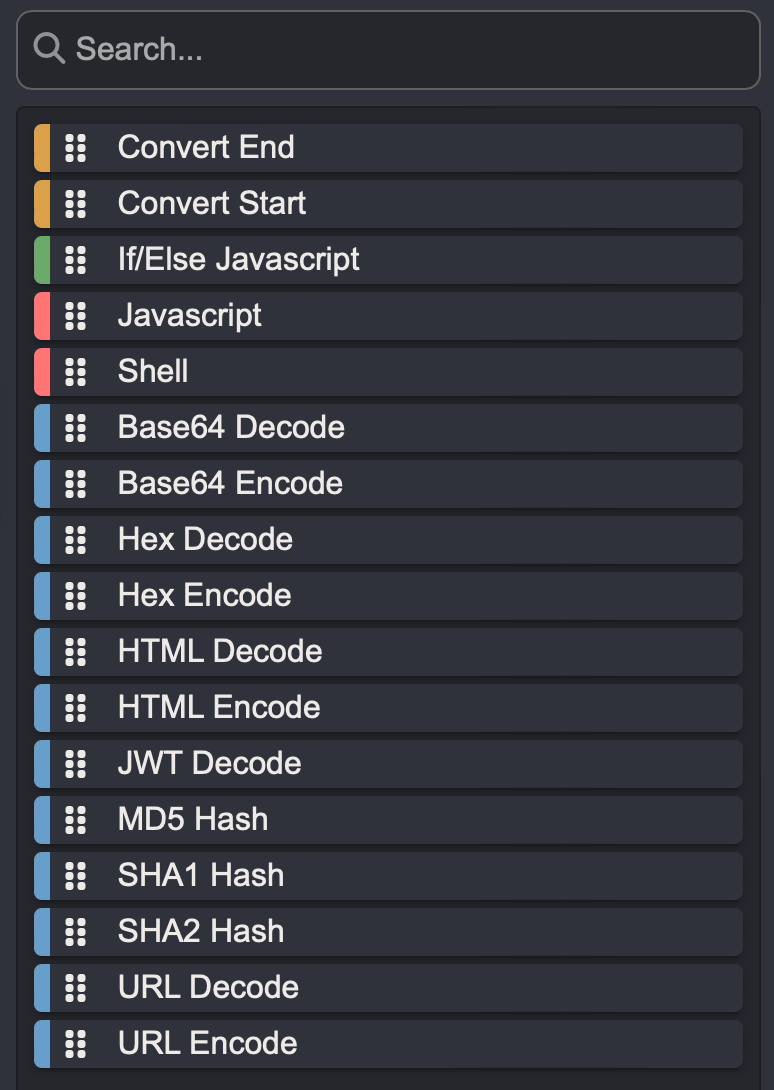 Search...
Convert End
Convert Start
If/Else Javascript
Javascript
Shell
Base64 Decode
Base64 Encode
Hex Decode
Hex Encode
HTML Decode
HTML Encode
JWT Decode
MD5 Hash
SHA1 Hash
SHA2 Hash
URL Decode
URL Encode